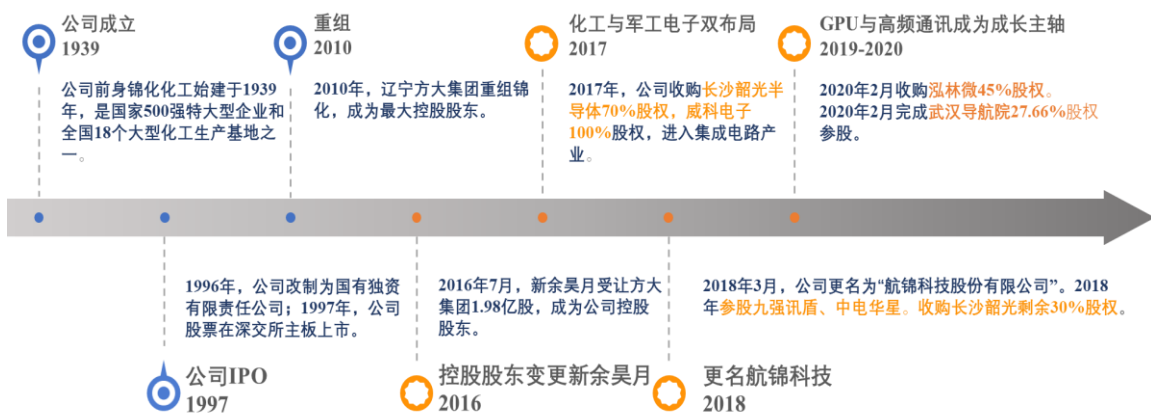 公司成立
1939
公司前身锦化化工始建于1939
年，是国家500强特大型企业和
全国18个大型化工生产基地之
一。
重组
2010
2010年，辽宁方大集团重组锦
化，成为最大控股股东。
化工与军工电子双布局
2017
2017年，公司收购长沙韶光半
导体70%股权，威科电子
100%股权，进入集成电路产
业。
GPU与高频通讯成为成长主轴
2019-2020
2020年2月收购泓林微45%股权。
2020年2月完成武汉导航院27.66%股权
参股。
1996年，公司改制为国有独资
有限责任公司；1997年，公司
股票在深交所主板上市。
公司IPO
1997
2016年7月，新余昊月受让方大
集团1.98亿股，成为公司控股
股东。
控股股东变更新余昊月
2016
2018年3月，公司更名为“航锦科技股份有限公司”。2018
年参股九强讯盾、中电华星。收购长沙韶光剩余30%股权。
更名航锦科技
2018